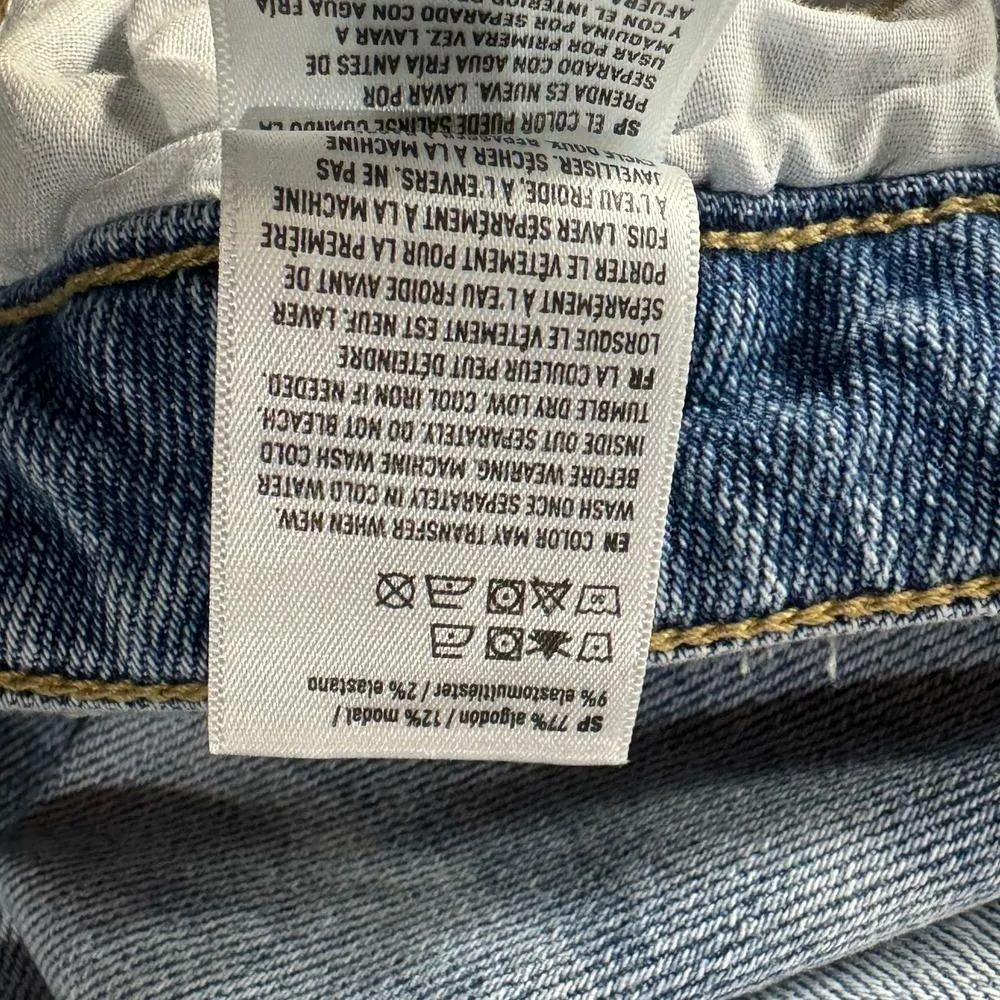 SP 77% algodón / 12% modal /
9% elastomultiéster / 2% elastano
EN COLOR MAY TRANSFER WHEN NEW.
WASH ONCE SEPARATELY IN COLD WATER
BEFORE WEARING. MACHINE WASH COLD
INSIDE OUT SEPARATELY. DO NOT BLEACH.
TUMBLE DRY LOW. COOL IRON IF NEEDED.
FR LA COULEUR PEUT DÉTEINDRE
LORSQUE LE VÊTEMENT EST NEUF. LAVER
SÉPARÉMENT À L'EAU FROIDE AVANT DE
PORTER LE VÊTEMENT POUR LA PREMIÈRE
FOIS. LAVER SÉPARÉMENT À LA MACHINE
À L'EAU FROIDE, À L'ENVERS. NE PAS
JAVELLISER. SÉCHER À LA MACHINE
CYCLE DOUX.
SP EL COLOR PUEDE SALIRSE CUANDO LA
PRENDA ES NUEVA. LAVAR POR
SEPARADO CON AGUA FRÍA ANTES DE
USAR POR PRIMERA VEZ. LAVAR A
MÁQUINA POR SEPARADO CON AGUA FRÍA
Y CON EL INTERIOR
AFUERA